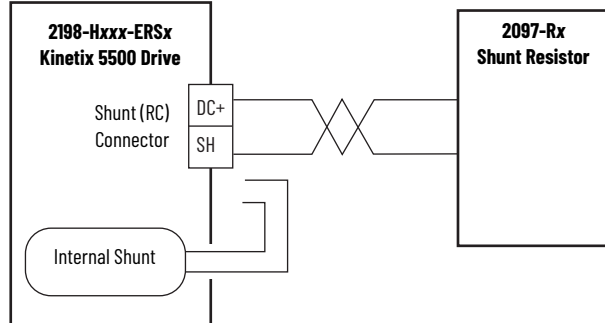 2198-Hxxx-ERSx
Kinetix 5500 Drive
2097-Rx
Shunt Resistor
Shunt (RC)
Connector
DC+
SH
Internal Shunt